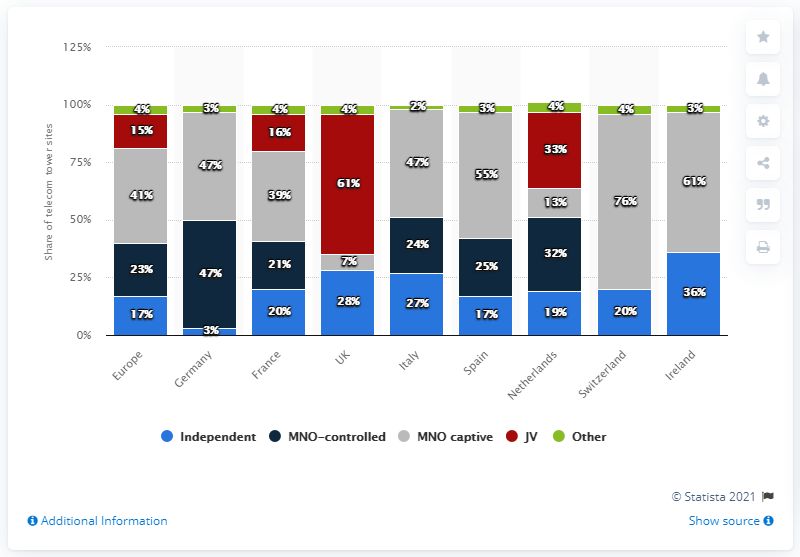 125%
100%
75%
50%
25%
0%
Share of telecom tower sites
4% 3% 4% 4% 2% 3% 4% 4% 3%
15% 16% 61% 33%
41% 47% 39% 7% 47% 55% 13% 76% 61%
23% 47% 21% 24% 25% 32%
17% 3% 20% 28% 27% 17% 19% 20% 36%
Europe Germany France UK Italy Spain Netherlands Switzerland Ireland
Independent MNO-controlled MNO captive JV Other
© Statista 2021
Additional Information Show source